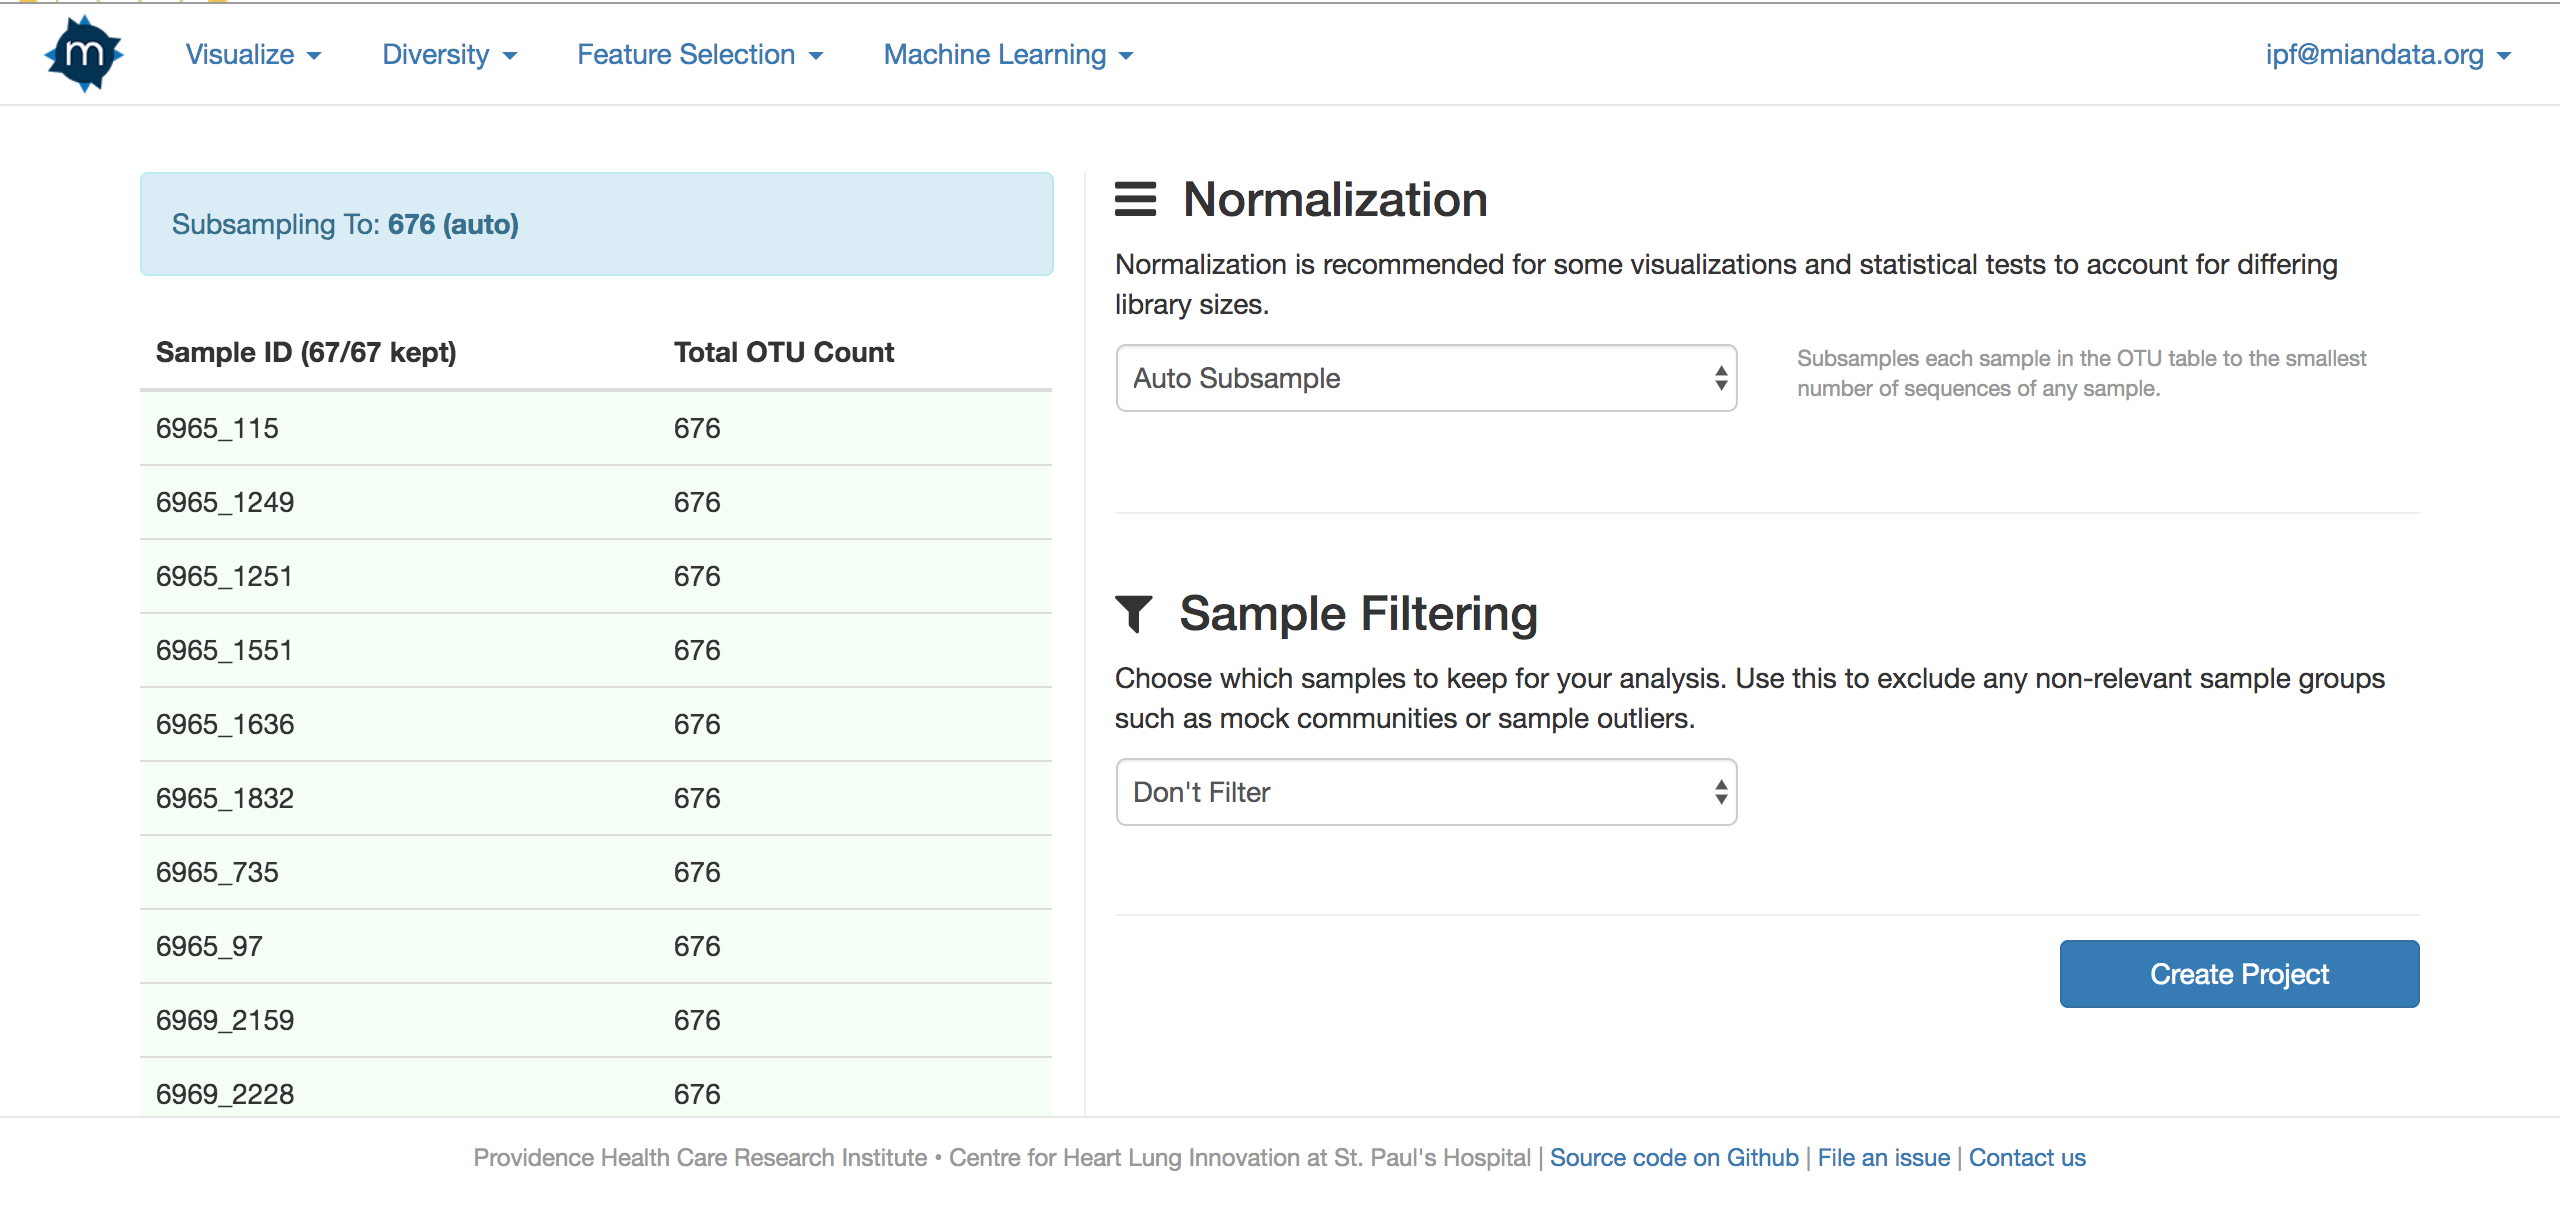 m
Visualize
Diversity
Feature Selection
Machine Learning
ipf@miandata.org
Subsampling To: 676 (auto)
Sample ID (67/67 kept) Total OTU Count
6965_115 676
6965_1249 676
6965_1251 676
6965_1551 676
6965_1636 676
6965_1832 676
6965_735 676
6965_97 676
6969_2159 676
6969_2228 676
Normalization
Normalization is recommended for some visualizations and statistical tests to account for differing
library sizes.
Auto Subsample
Subsamples each sample in the OTU table to the smallest
number of sequences of any sample.
Sample Filtering
Choose which samples to keep for your analysis. Use this to exclude any non-relevant sample groups
such as mock communities or sample outliers.
Don't Filter
Create Project
Providence Health Care Research Institute • Centre for Heart Lung Innovation at St. Paul's Hospital | Source code on Github | File an issue | Contact us